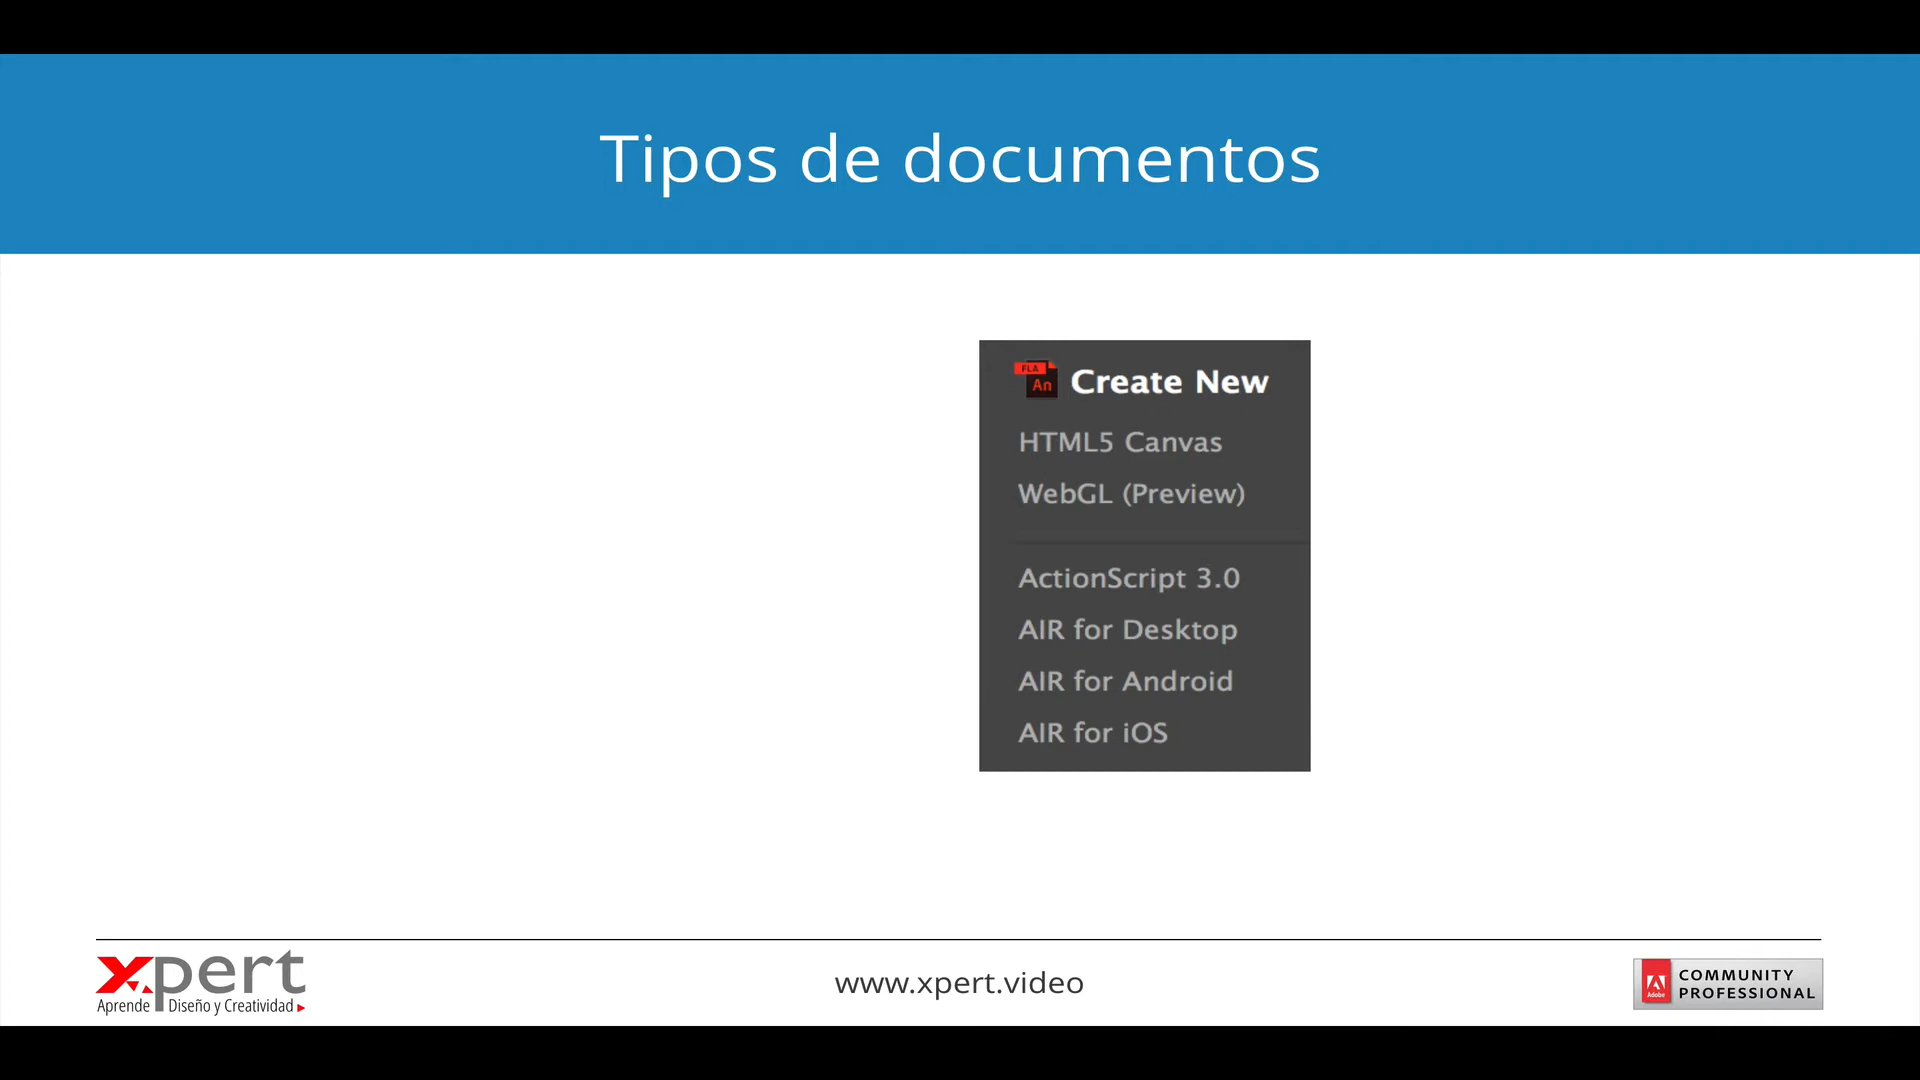 Tipos de documentos
FLA
An
Create New
HTML5 Canvas
WebGL (Preview)
ActionScript 3.0
AIR for Desktop
AIR for Android
AIR for iOS
xpert
Aprende Diseño y Creatividad
www.xpert.video
Adobe
COMMUNITY
PROFESSIONAL